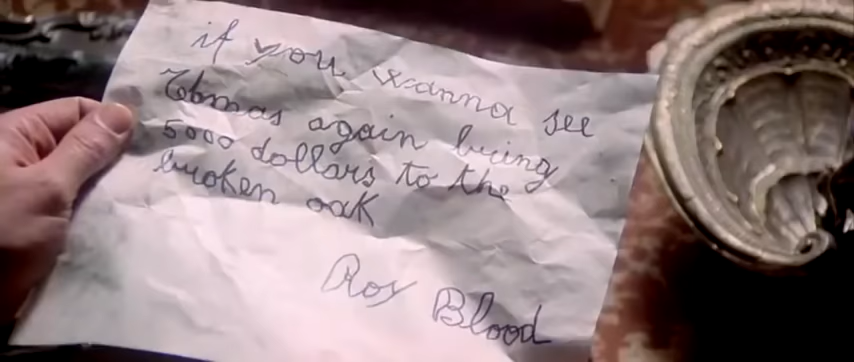 if you wanna see
Thomas again bring
5000 dollars to the
broken oak
Roy Blood